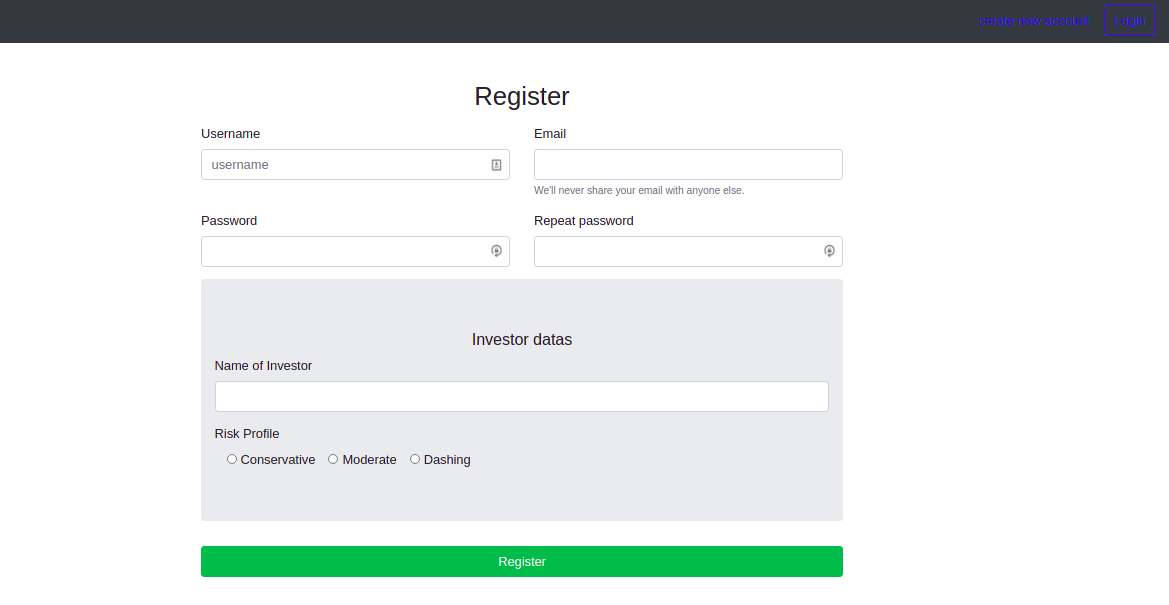 create new account Login
Register
Username Email
username
We'll never share your email with anyone else.
Password Repeat password
Investor datas
Name of Investor
Risk Profile
Conservative Moderate Dashing
Register